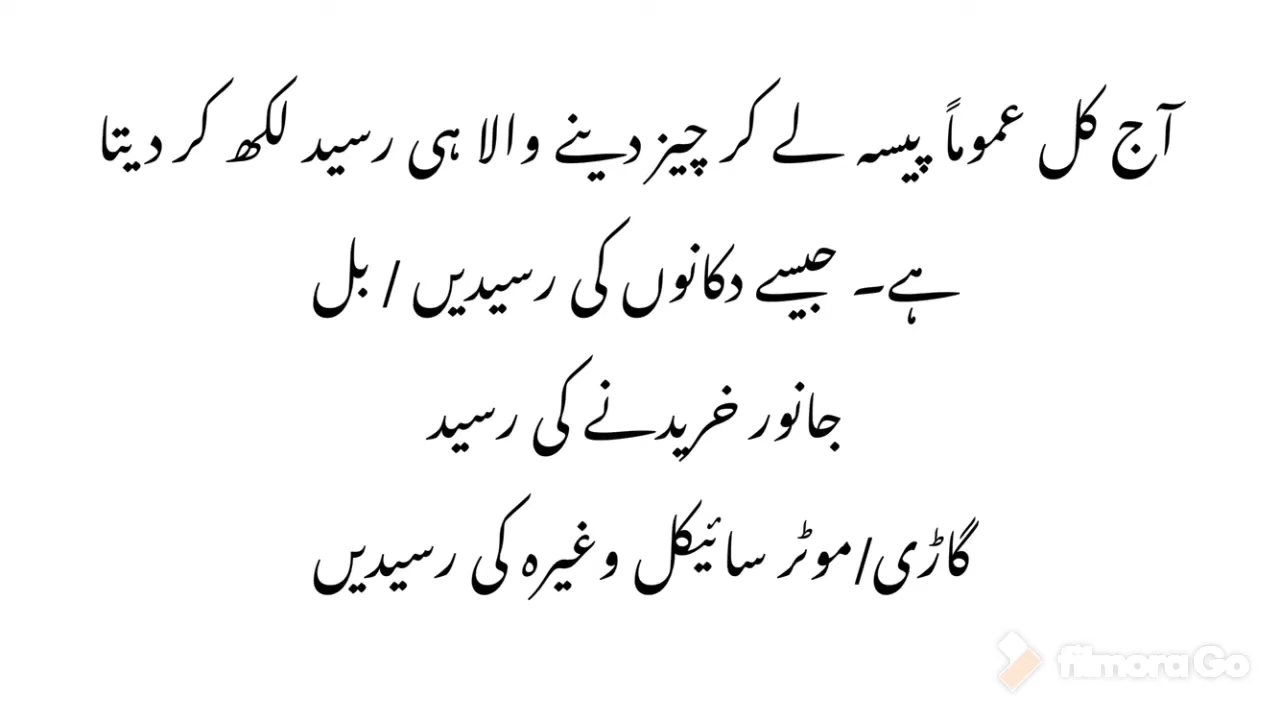 آج کل عموماً پیسہ لے کر چیز دینے والا ہی رسید لکھ کر دیتا
ہے۔ جیسے دکانوں کی رسیدیں / بل
جانور خریدنے کی رسید
گاڑی/موٹر سائیکل وغیرہ کی رسیدیں
filmora Go